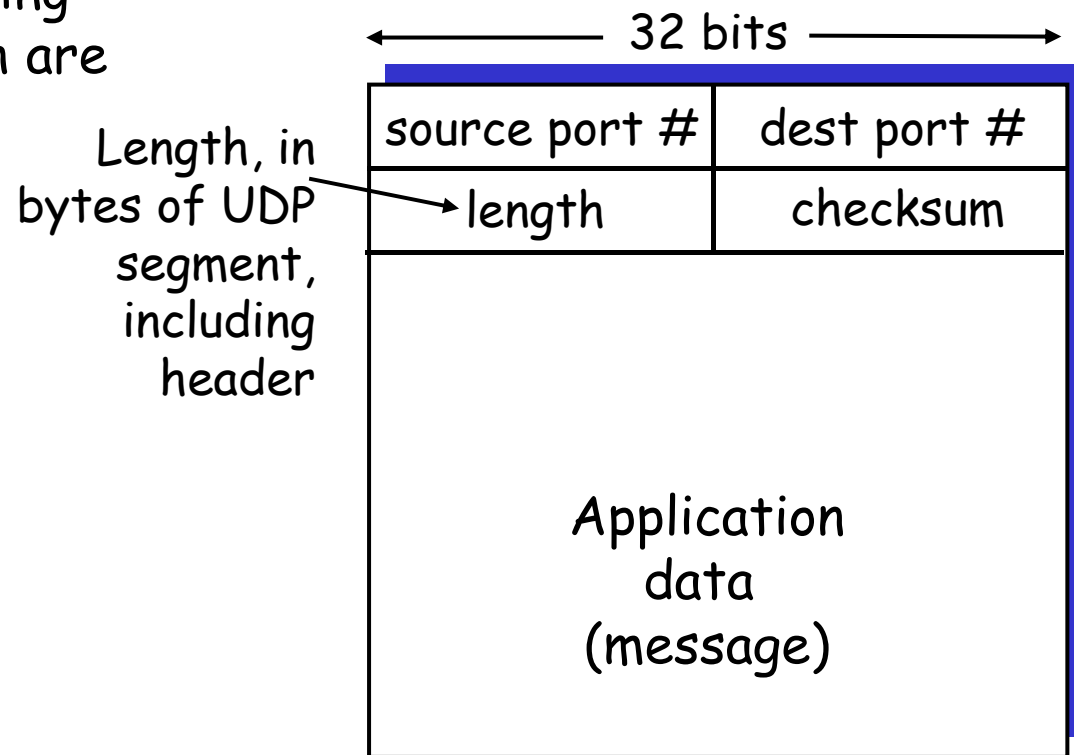 are
32 bits
source port #
dest port #
Length, in
bytes of UDP
segment,
including
header
length
checksum
Application
data
(message)